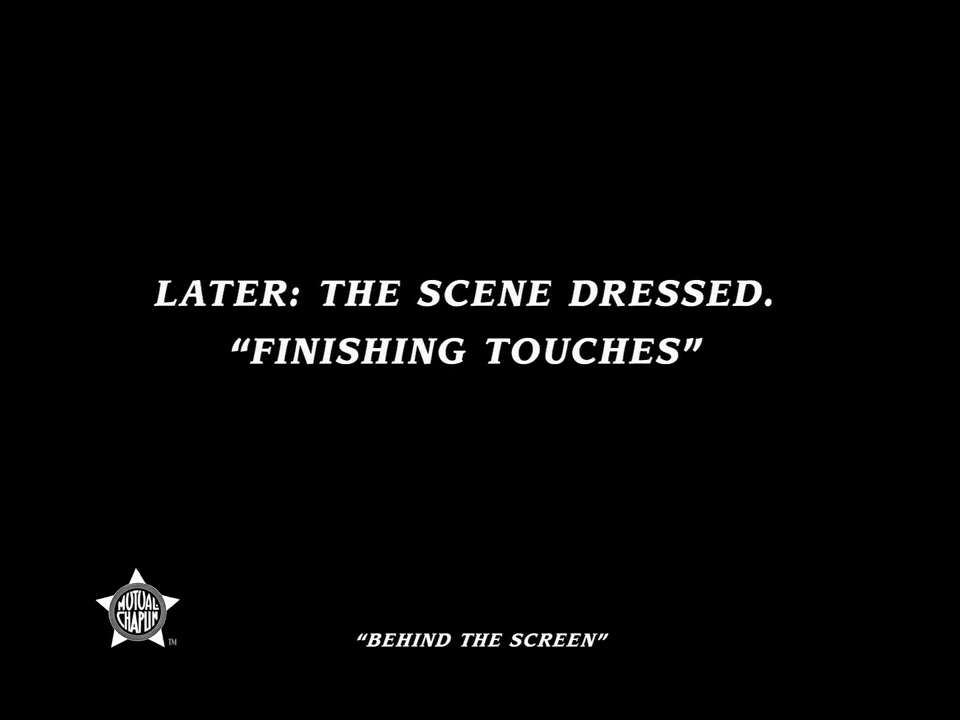 LATER: THE SCENE DRESSED.
“FINISHING TOUCHES”
MUTUAL-
CHAPLIN
TM
“BEHIND THE SCREEN”